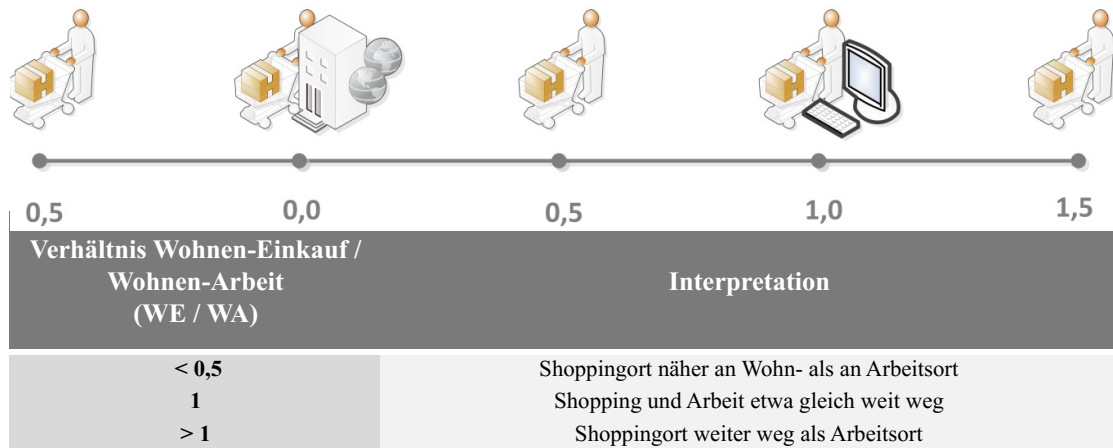 0,5 0,0 0,5 1,0 1,5
Verhältnis Wohnen-Einkauf /
Wohnen-Arbeit
(WE / WA)
Interpretation
< 0,5 Shoppingort näher an Wohn- als an Arbeitsort
1 Shopping und Arbeit etwa gleich weit weg
> 1 Shoppingort weiter weg als Arbeitsort